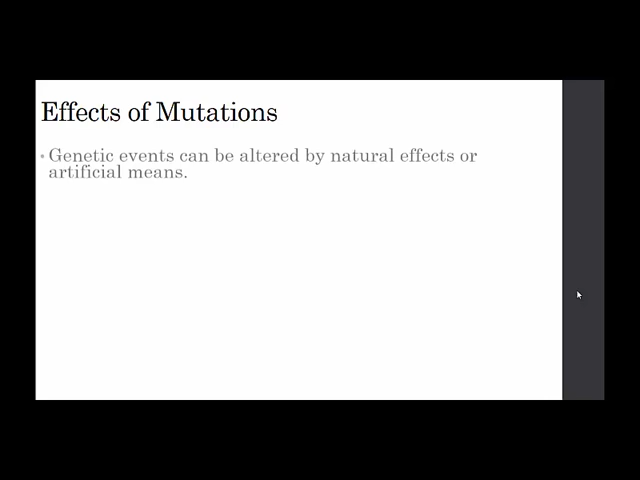 Effects of Mutations
• Genetic events can be altered by natural effects or
artificial means.